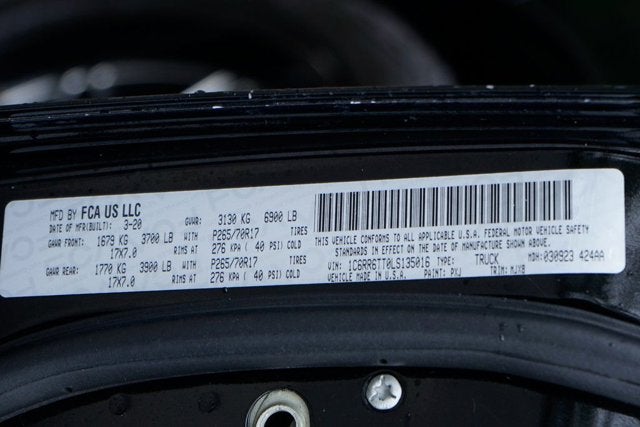 MFD BY FCA US LLC
DATE OF MFR(BUILT): 3-20 GVWR: 3130 KG 6900 LB
GAWR FRONT: 1679 KG 3700 LB WITH P265/70R17 TIRES
17X7.0 RIMS AT 276 KPA ( 40 PSI) COLD
GAWR REAR: 1770 KG 3900 LB WITH P265/70R17 TIRES
17X7.0 RIMS AT 276 KPA ( 40 PSI) COLD
THIS VEHICLE CONFORMS TO ALL APPLICABLE U.S.A. FEDERAL MOTOR VEHICLE
SAFETY STANDARDS IN EFFECT ON THE DATE OF MANUFACTURE SHOWN ABOVE.
VIN: 1C6RR6TT0LS135016 TYPE: TRUCK MDH: 030923 424AA
VEHICLE MADE IN U.S.A. PAINT: PXJ TRIM: MJX8